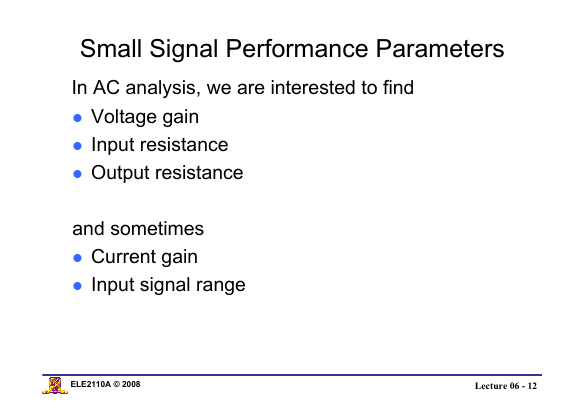 Small Signal Performance Parameters
In AC analysis, we are interested to find
● Voltage gain
● Input resistance
● Output resistance
and sometimes
● Current gain
● Input signal range
ELE2110A © 2008
Lecture 06 - 12